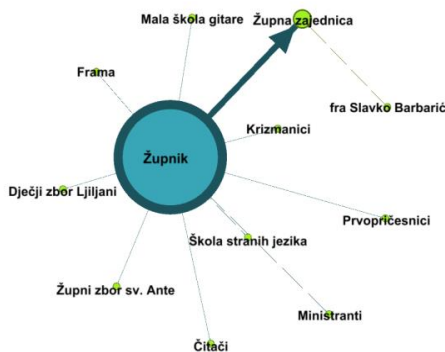 Mala škola gitare
Župna zajednica
Frama
fra Slavko Barbarić
Krizmanici
Župnik
Dječji zbor Ljiljani
Prvopričesnici
Škola stranih jezika
Župni zbor sv. Ante
Ministranti
Čitači